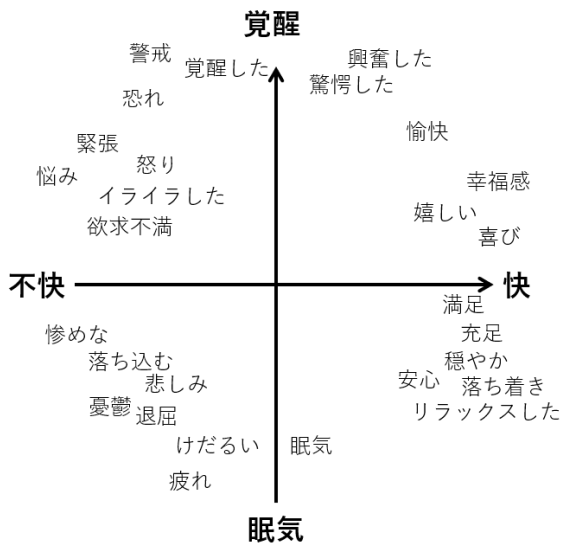 覚醒
警戒
覚醒した
興奮した
驚愕した
恐れ
愉快
緊張
怒り
悩み
幸福感
イライラした
嬉しい
欲求不満
喜び
不快
快
満足
惨めな
充足
落ち込む
穏やか
悲しみ
安心
落ち着き
憂鬱
退屈
リラックスした
けだるい
眠気
疲れ
眠気